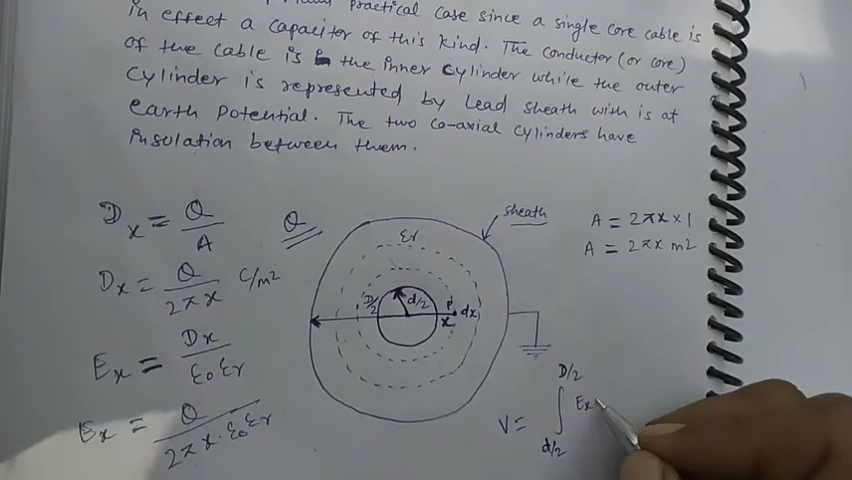 practical case since a single core cable is
in effect a capacitor of this kind. The conductor (or core)
of the cable is the inner cylinder while the outer
cylinder is represented by lead sheath with is at
earth potential. The two co-axial cylinders have
insulation between them.
Dx = Q/A
Q
Dx = Q/2πx C/m²
Ex = Dx/ε0εr
Ex = Q/2πx·ε0εr
sheath
εr
D/2
d/2
P
dx
x
A = 2πx×1
A = 2πx m²
V = ∫ d/2 D/2 Ex